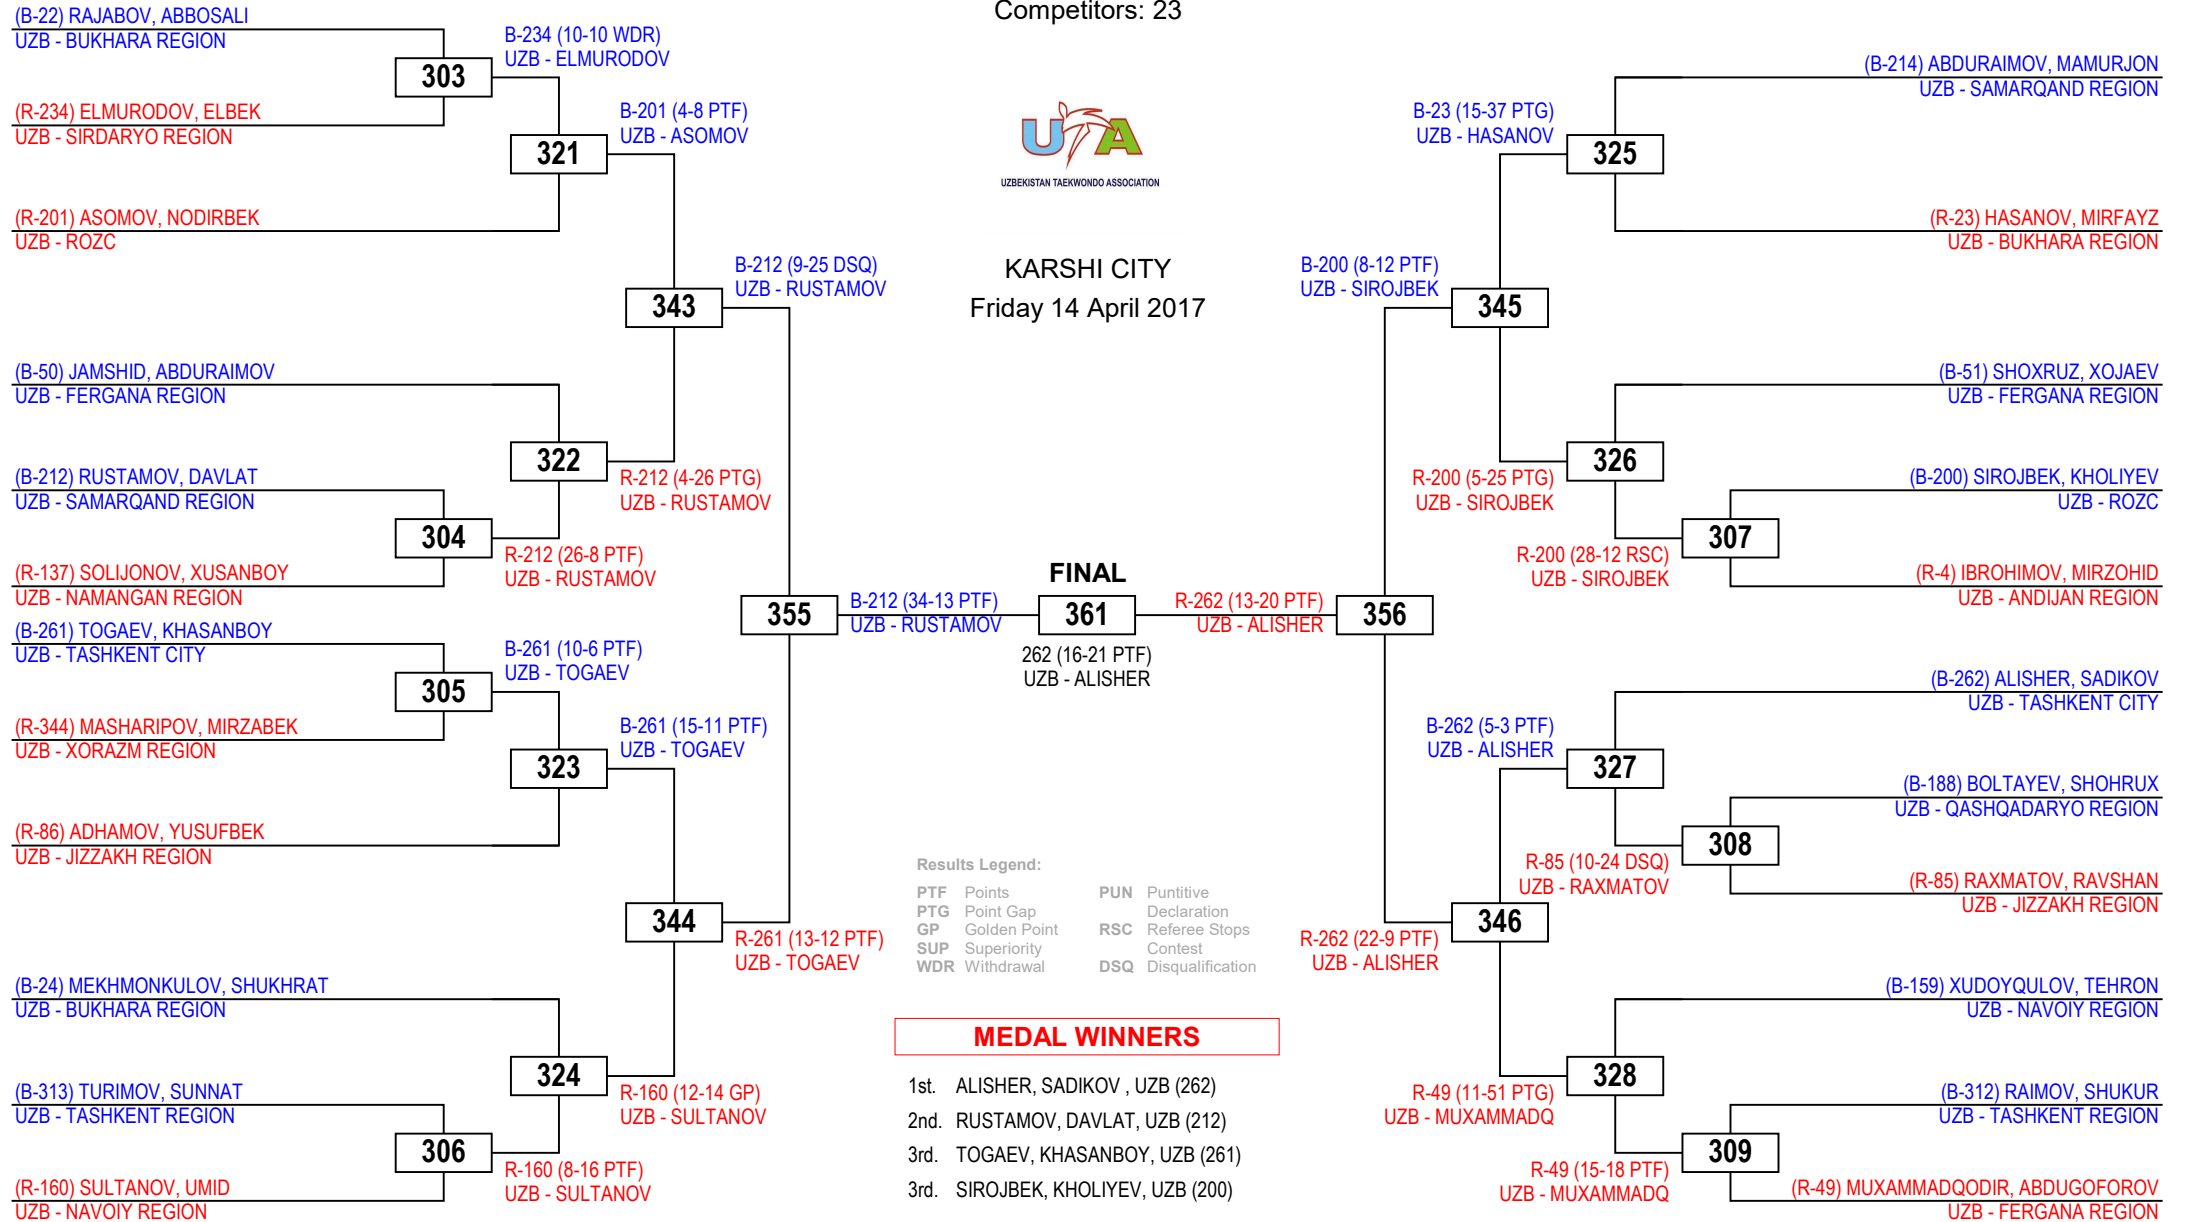 Competitors: 23
UTA
UZBEKISTAN TAEKWONDO ASSOCIATION
KARSHI CITY
Friday 14 April 2017
(B-22) RAJABOV, ABBOSALI
UZB - BUKHARA REGION
303
(R-234) ELMURODOV, ELBEK
UZB - SIRDARYO REGION
B-234 (10-10 WDR)
UZB - ELMURODOV
321
(R-201) ASOMOV, NODIRBEK
UZB - ROZC
B-201 (4-8 PTF)
UZB - ASOMOV
343
B-212 (9-25 DSQ)
UZB - RUSTAMOV
(B-50) JAMSHID, ABDURAIMOV
UZB - FERGANA REGION
322
R-212 (4-26 PTG)
UZB - RUSTAMOV
(B-212) RUSTAMOV, DAVLAT
UZB - SAMARQAND REGION
304
R-212 (26-8 PTF)
UZB - RUSTAMOV
(R-137) SOLIJONOV, XUSANBOY
UZB - NAMANGAN REGION
(B-261) TOGAEV, KHASANBOY
UZB - TASHKENT CITY
305
B-261 (10-6 PTF)
UZB - TOGAEV
(R-344) MASHARIPOV, MIRZABEK
UZB - XORAZM REGION
323
B-261 (15-11 PTF)
UZB - TOGAEV
(R-86) ADHAMOV, YUSUFBEK
UZB - JIZZAKH REGION
344
R-261 (13-12 PTF)
UZB - TOGAEV
(B-24) MEKHMONKULOV, SHUKHRAT
UZB - BUKHARA REGION
324
R-160 (12-14 GP)
UZB - SULTANOV
(B-313) TURIMOV, SUNNAT
UZB - TASHKENT REGION
306
R-160 (8-16 PTF)
UZB - SULTANOV
(R-160) SULTANOV, UMID
UZB - NAVOIY REGION
355
B-212 (34-13 PTF)
UZB - RUSTAMOV
FINAL
361
262 (16-21 PTF)
UZB - ALISHER
R-262 (13-20 PTF)
UZB - ALISHER
356
(B-214) ABDURAIMOV, MAMURJON
UZB - SAMARQAND REGION
B-23 (15-37 PTG)
UZB - HASANOV
325
(R-23) HASANOV, MIRFAYZ
UZB - BUKHARA REGION
B-200 (8-12 PTF)
UZB - SIROJBEK
345
(B-51) SHOXRUZ, XOJAEV
UZB - FERGANA REGION
326
R-200 (5-25 PTG)
UZB - SIROJBEK
(B-200) SIROJBEK, KHOLIYEV
UZB - ROZC
307
R-200 (28-12 RSC)
UZB - SIROJBEK
(R-4) IBROHIMOV, MIRZOHID
UZB - ANDIJAN REGION
(B-262) ALISHER, SADIKOV
UZB - TASHKENT CITY
B-262 (5-3 PTF)
UZB - ALISHER
327
(B-188) BOLTAYEV, SHOHRUX
UZB - QASHQADARYO REGION
308
R-85 (10-24 DSQ)
UZB - RAXMATOV
(R-85) RAXMATOV, RAVSHAN
UZB - JIZZAKH REGION
346
R-262 (22-9 PTF)
UZB - ALISHER
(B-159) XUDOYQULOV, TEHRON
UZB - NAVOIY REGION
328
R-49 (11-51 PTG)
UZB - MUXAMMADQ
(B-312) RAIMOV, SHUKUR
UZB - TASHKENT REGION
309
R-49 (15-18 PTF)
UZB - MUXAMMADQ
(R-49) MUXAMMADQODIR, ABDUGOFOROV
UZB - FERGANA REGION
Results Legend:
PTF Points
PTG Point Gap
GP Golden Point
SUP Superiority
WDR Withdrawal
PUN Puntitive
Declaration
RSC Referee Stops
Contest
DSQ Disqualification
MEDAL WINNERS
1st. ALISHER, SADIKOV , UZB (262)
2nd. RUSTAMOV, DAVLAT, UZB (212)
3rd. TOGAEV, KHASANBOY, UZB (261)
3rd. SIROJBEK, KHOLIYEV, UZB (200)